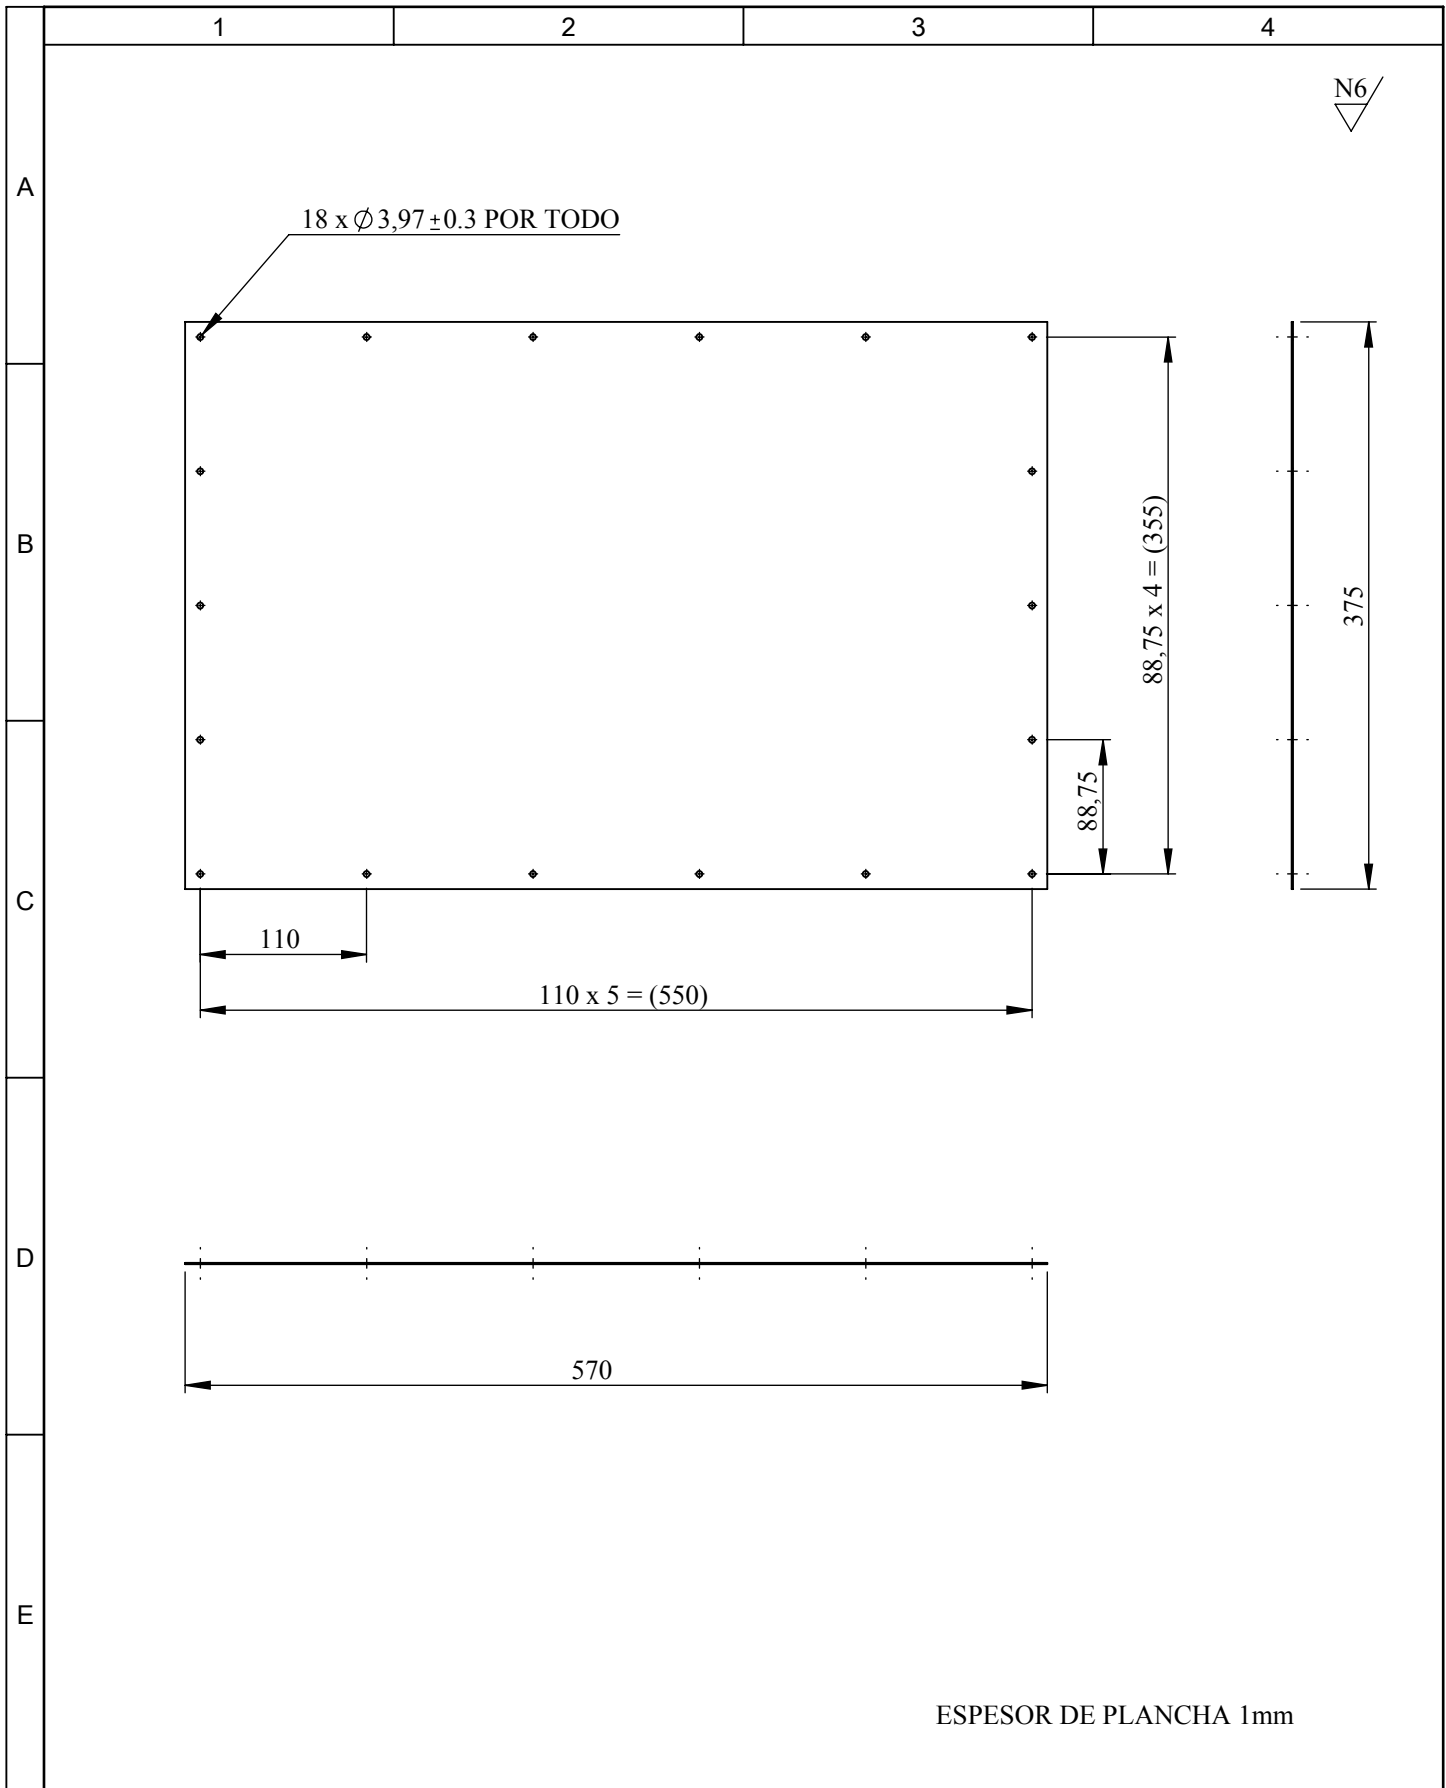 1 2 3 4
N6
A
18 x ∅ 3,97 ±0.3 POR TODO
B
88,75 x 4 = (355)
375
88,75
C
110
110 x 5 = (550)
D
570
E
ESPESOR DE PLANCHA 1mm